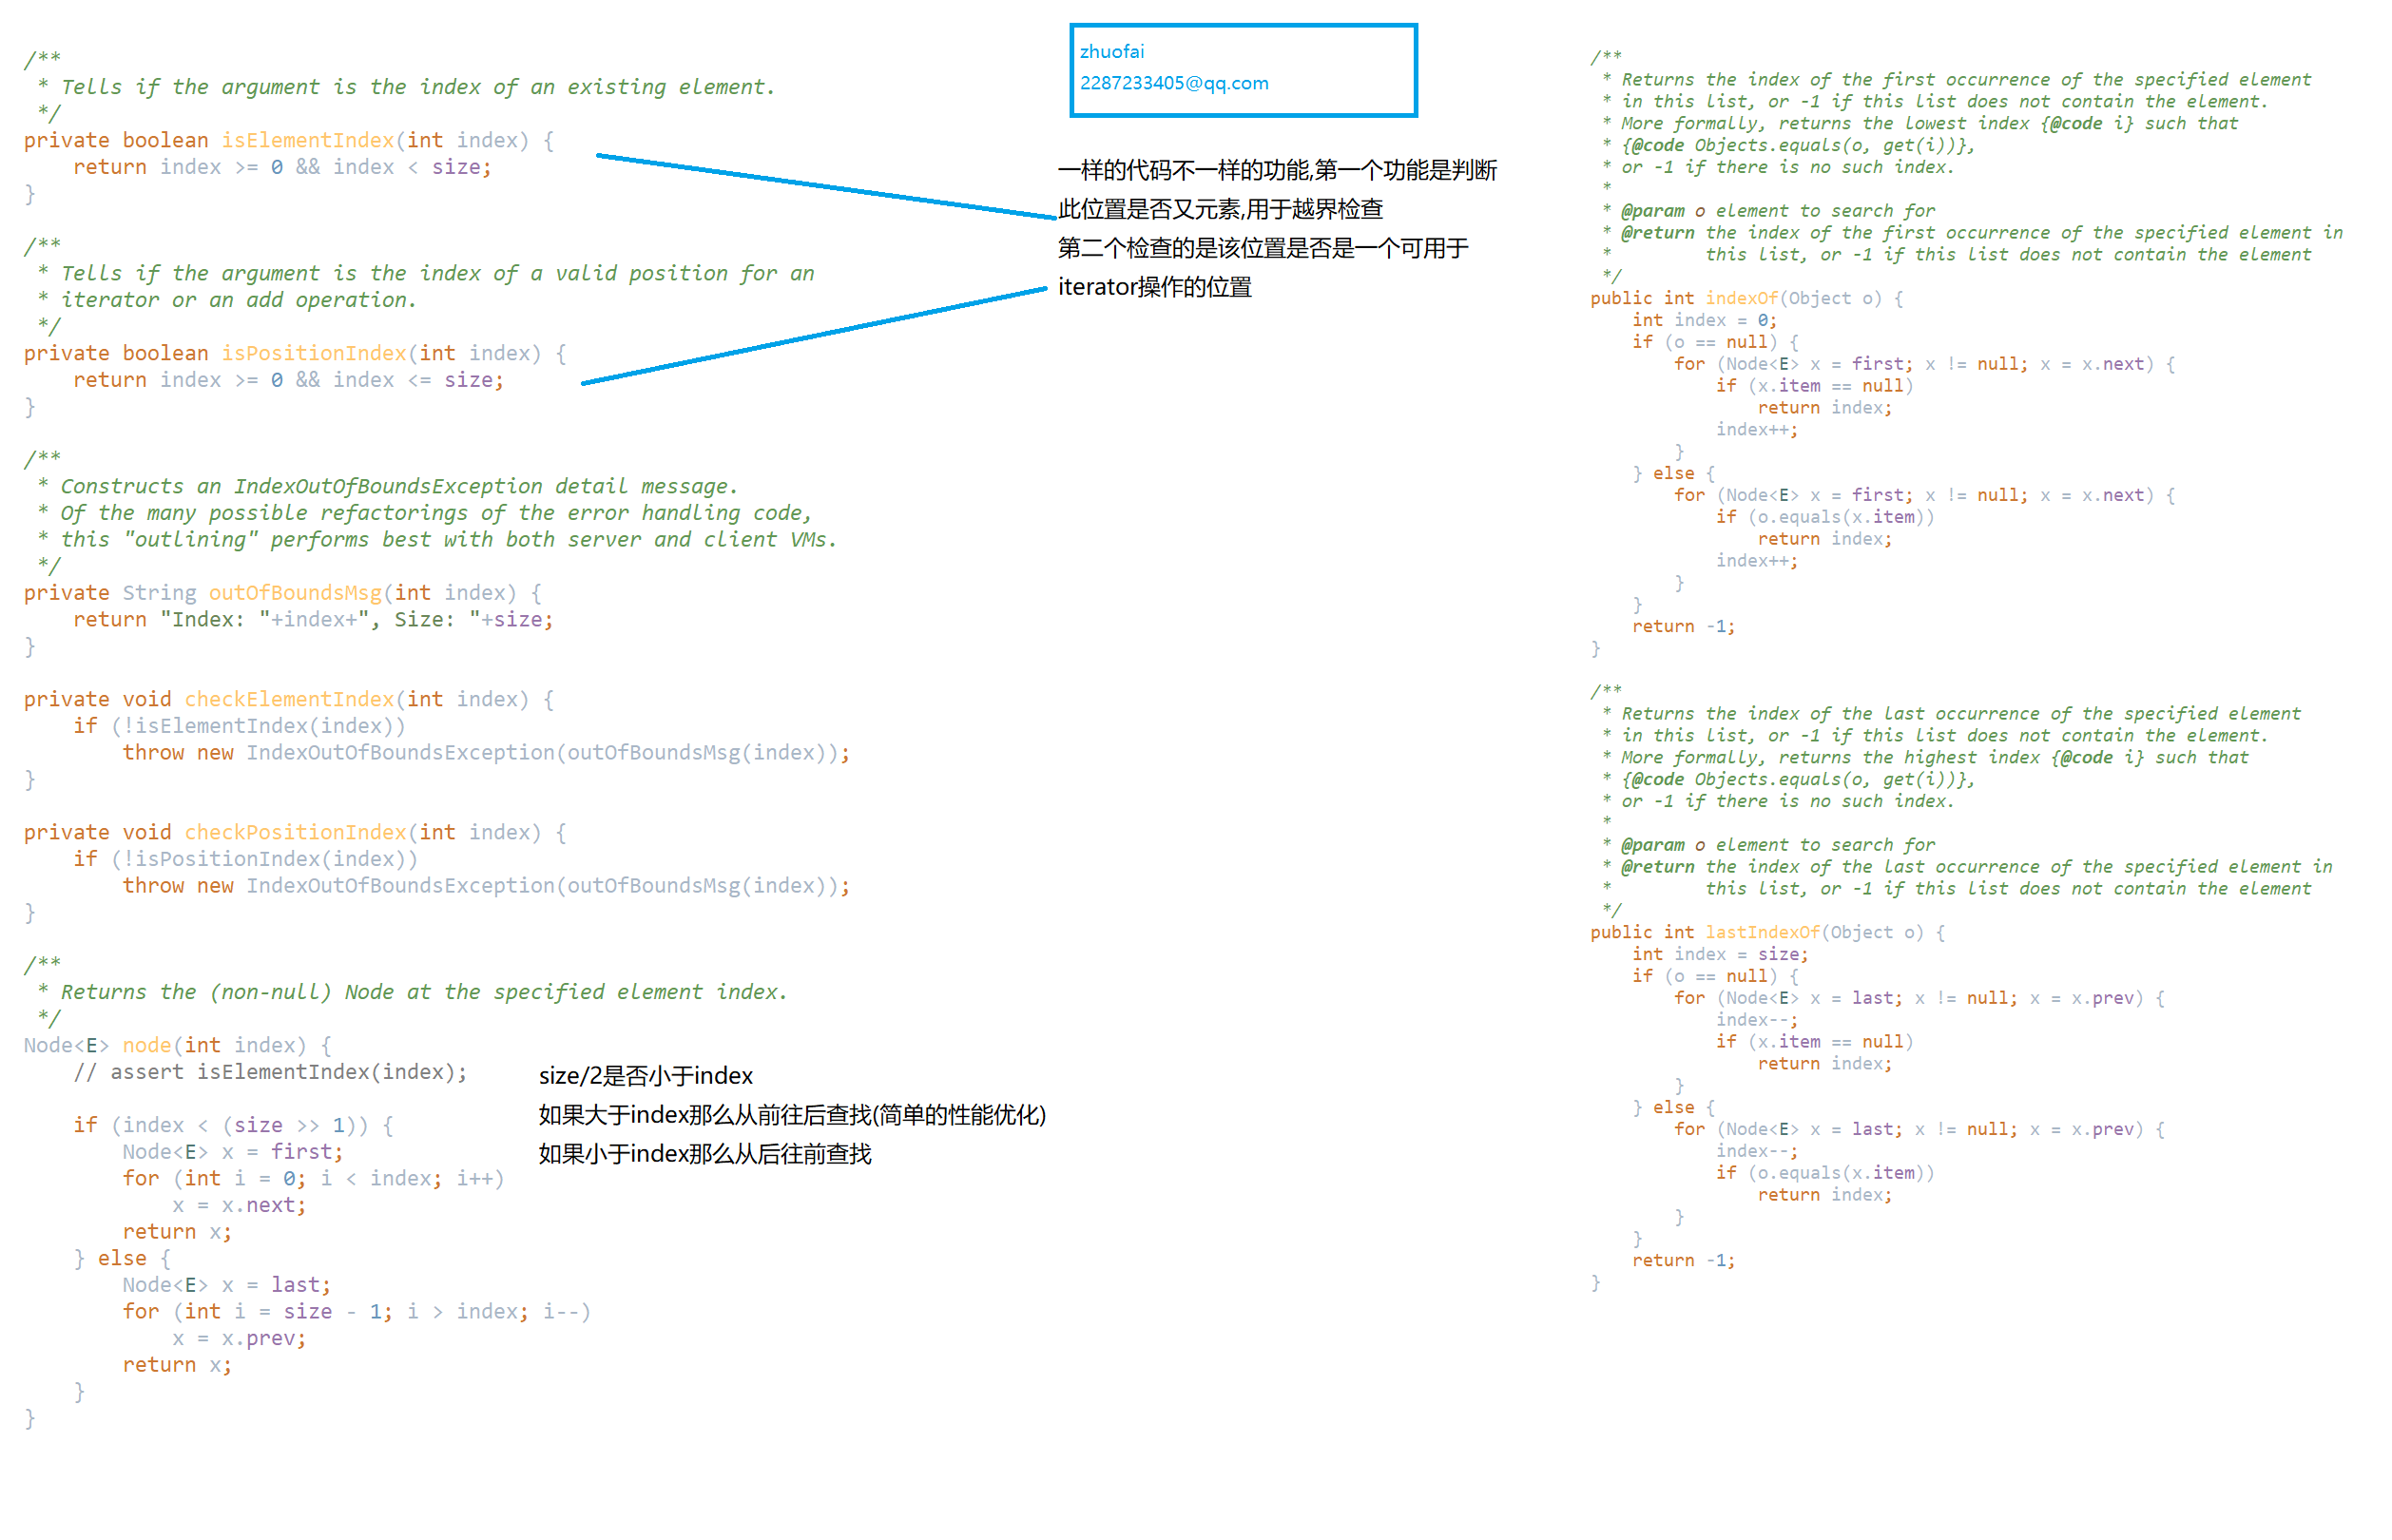 /**
 * Tells if the argument is the index of an existing element.
 */
private boolean isElementIndex(int index) {
    return index >= 0 && index < size;
}

/**
 * Tells if the argument is the index of a valid position for an
 * iterator or an add operation.
 */
private boolean isPositionIndex(int index) {
    return index >= 0 && index <= size;
}

/**
 * Constructs an IndexOutOfBoundsException detail message.
 * Of the many possible refactorings of the error handling code,
 * this "outlining" performs best with both server and client VMs.
 */
private String outOfBoundsMsg(int index) {
    return "Index: "+index+", Size: "+size;
}

private void checkElementIndex(int index) {
    if (!isElementIndex(index))
        throw new IndexOutOfBoundsException(outOfBoundsMsg(index));
}

private void checkPositionIndex(int index) {
    if (!isPositionIndex(index))
        throw new IndexOutOfBoundsException(outOfBoundsMsg(index));
}

/**
 * Returns the (non-null) Node at the specified element index.
 */
Node<E> node(int index) {
    // assert isElementIndex(index);

    if (index < (size >> 1)) {
        Node<E> x = first;
        for (int i = 0; i < index; i++)
            x = x.next;
        return x;
    } else {
        Node<E> x = last;
        for (int i = size - 1; i > index; i--)
            x = x.prev;
        return x;
    }
}
size/2是否小于index
如果大于index那么从前往后查找(简单的性能优化)
如果小于index那么从后往前查找
zhuofai
2287233405@qq.com
一样的代码不一样的功能,第一个功能是判断
此位置是否又元素,用于越界检查
第二个检查的是该位置是否是一个可用于
iterator操作的位置
/**
 * Returns the index of the first occurrence of the specified element
 * in this list, or -1 if this list does not contain the element.
 * More formally, returns the lowest index {@code i} such that
 * {@code Objects.equals(o, get(i))},
 * or -1 if there is no such index.
 *
 * @param o element to search for
 * @return the index of the first occurrence of the specified element in
 *         this list, or -1 if this list does not contain the element
 */
public int indexOf(Object o) {
    int index = 0;
    if (o == null) {
        for (Node<E> x = first; x != null; x = x.next) {
            if (x.item == null)
                return index;
            index++;
        }
    } else {
        for (Node<E> x = first; x != null; x = x.next) {
            if (o.equals(x.item))
                return index;
            index++;
        }
    }
    return -1;
}

/**
 * Returns the index of the last occurrence of the specified element
 * in this list, or -1 if this list does not contain the element.
 * More formally, returns the highest index {@code i} such that
 * {@code Objects.equals(o, get(i))},
 * or -1 if there is no such index.
 *
 * @param o element to search for
 * @return the index of the last occurrence of the specified element in
 *         this list, or -1 if this list does not contain the element
 */
public int lastIndexOf(Object o) {
    int index = size;
    if (o == null) {
        for (Node<E> x = last; x != null; x = x.prev) {
            index--;
            if (x.item == null)
                return index;
        }
    } else {
        for (Node<E> x = last; x != null; x = x.prev) {
            index--;
            if (o.equals(x.item))
                return index;
        }
    }
    return -1;
}